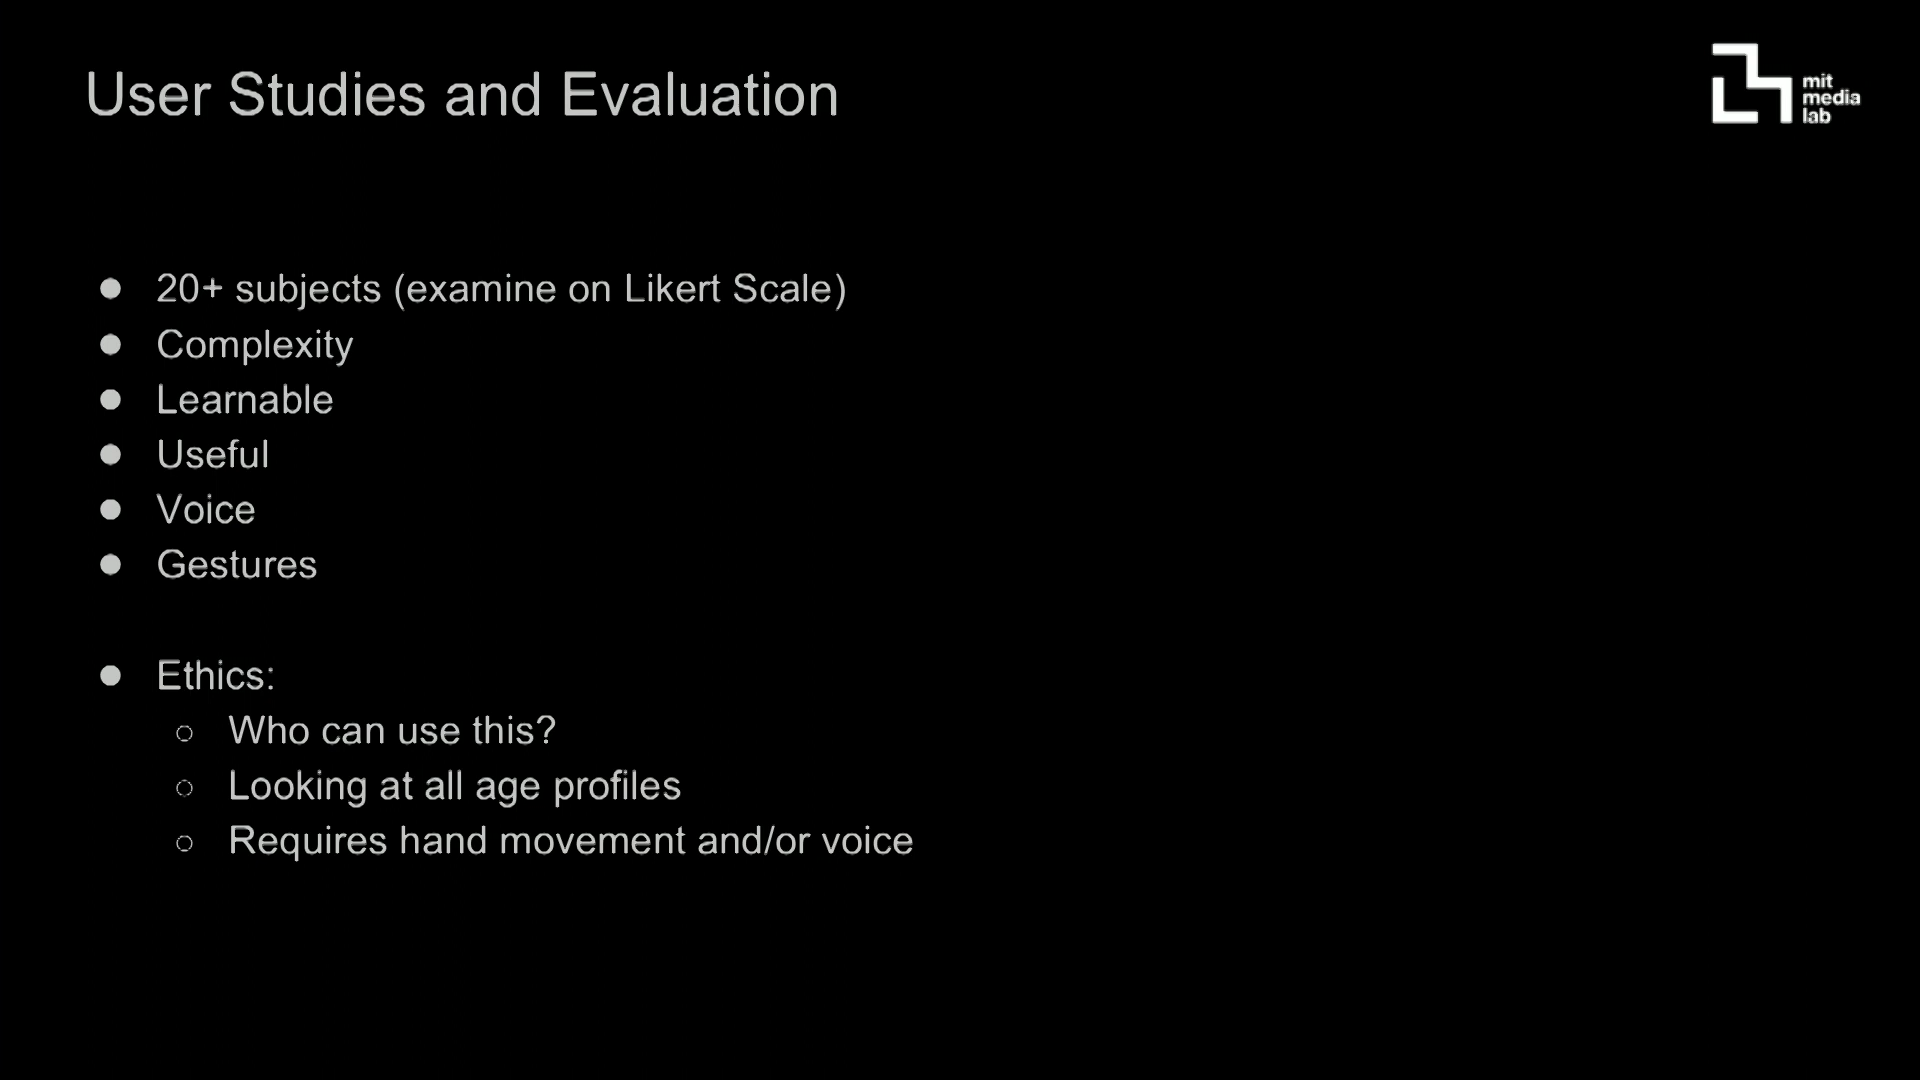 User Studies and Evaluation
mit
media
lab
● 20+ subjects (examine on Likert Scale)
● Complexity
● Learnable
● Useful
● Voice
● Gestures
● Ethics:
○ Who can use this?
○ Looking at all age profiles
○ Requires hand movement and/or voice